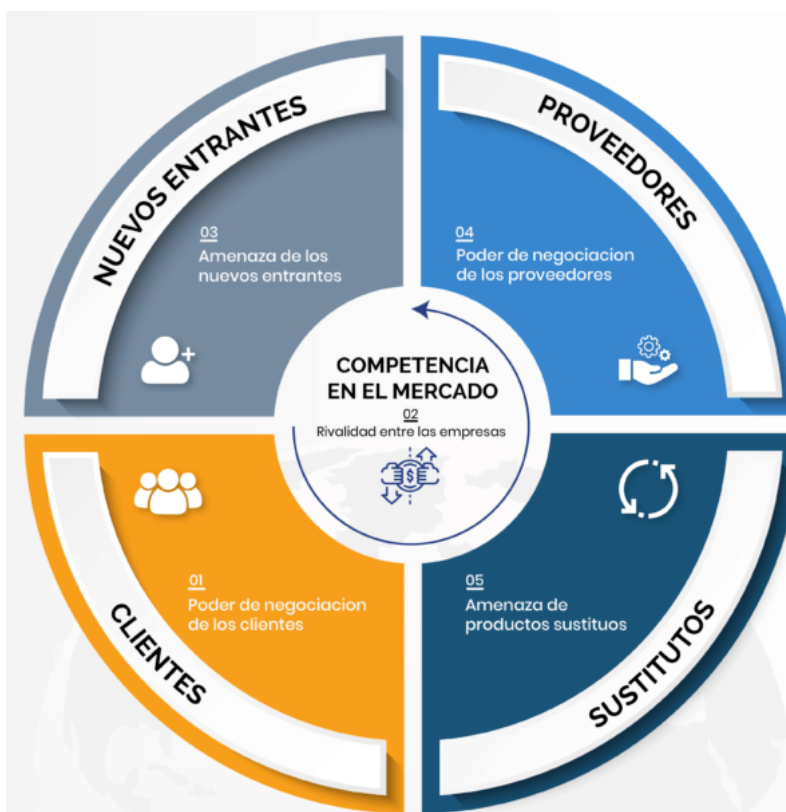 NUEVOS ENTRANTES
03
Amenaza de los
nuevos entrantes
PROVEEDORES
04
Poder de negociacion
de los proveedores
COMPETENCIA
EN EL MERCADO
02
Rivalidad entre las empresas
$
CLIENTES
01
Poder de negociacion
de los clientes
SUSTITUTOS
05
Amenaza de
productos sustituos